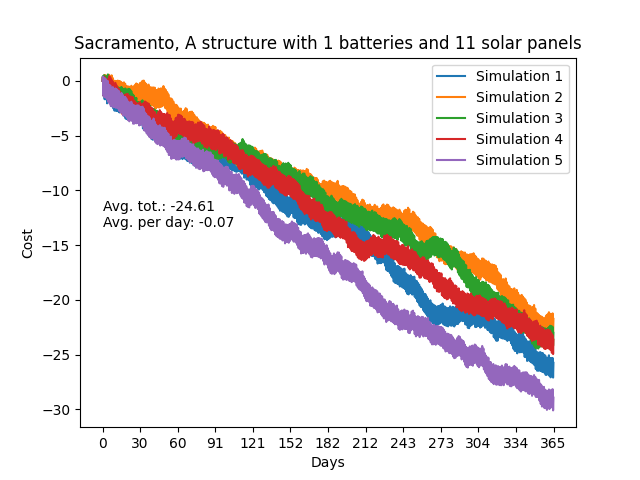 Sacramento, A structure with 1 batteries and 11 solar panels
Simulation 1
Simulation 2
Simulation 3
Simulation 4
Simulation 5
0
−5
−10
−15
−20
−25
−30
Cost
Avg. tot.: -24.61
Avg. per day: -0.07
0 30 60 91 121 152 182 212 243 273 304 334 365
Days